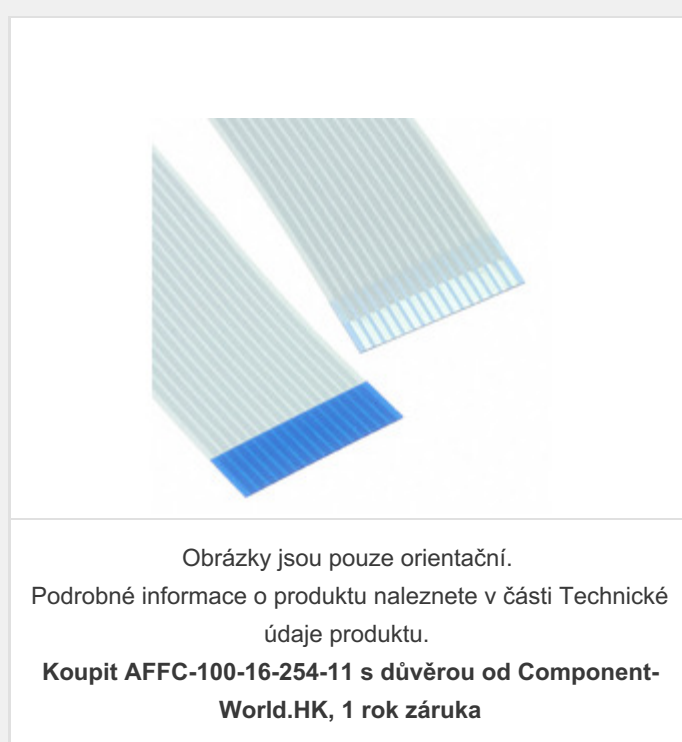 Obrázky jsou pouze orientační.
Podrobné informace o produktu naleznete v části Technické
údaje produktu.
Koupit AFFC-100-16-254-11 s důvěrou od Component-
World.HK, 1 rok záruka